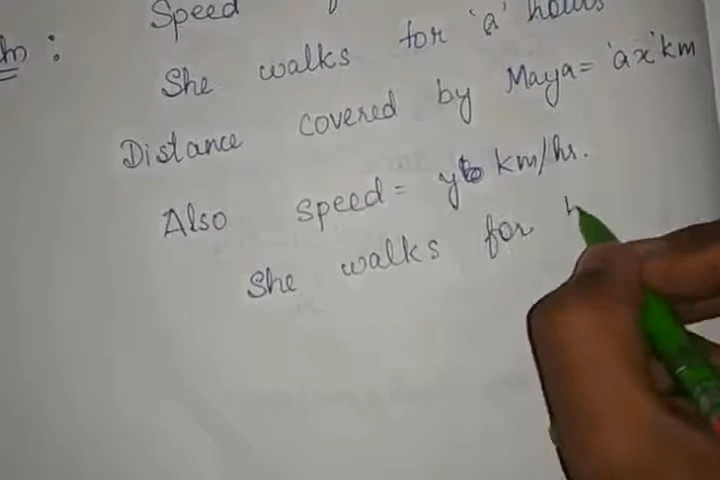 Speed
m :
She walks for 'a' hours
Distance covered by Maya= 'ax' km
Also speed= y km/hr.
She walks for